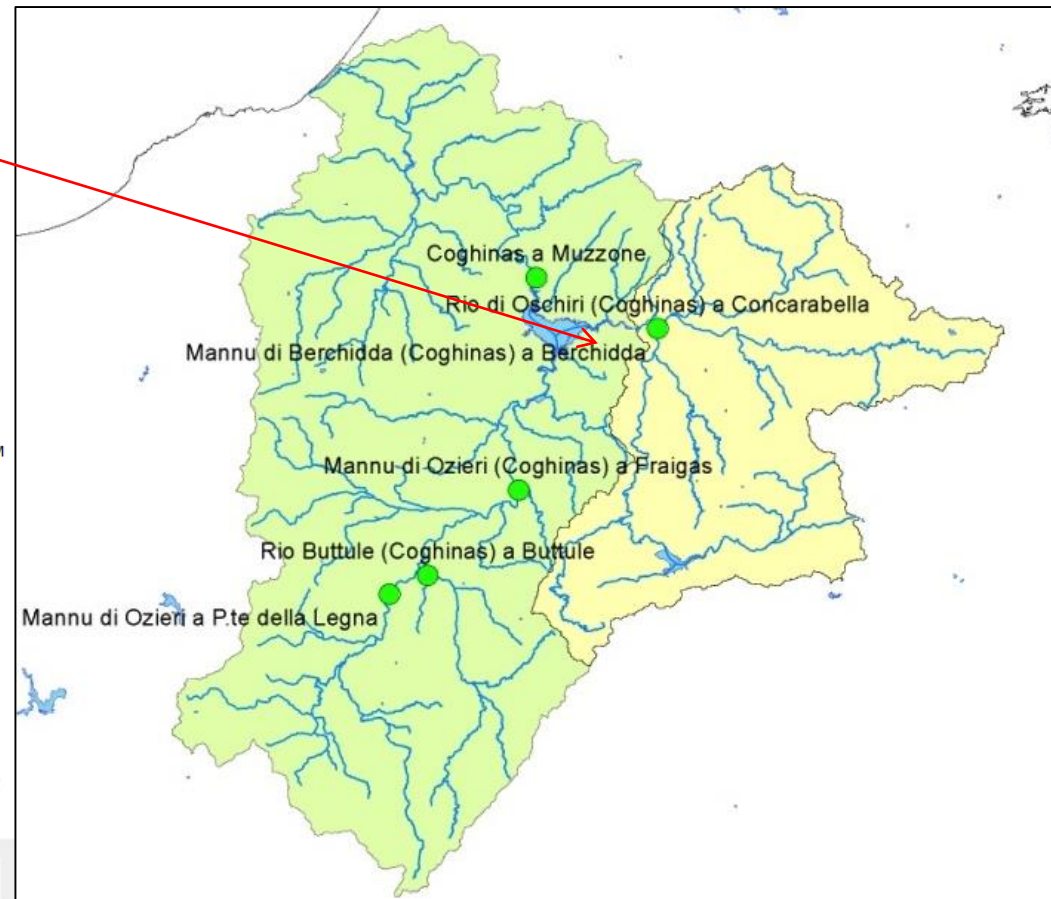 Coghinas a Muzzone
Rio di Oschiri (Coghinas) a Concarabella
Mannu di Berchidda (Coghinas) a Berchidda
M
Mannu di Ozieri (Coghinas) a Fraigas
Rio Buttule (Coghinas) a Buttule
Mannu di Ozieri a P.te della Legna